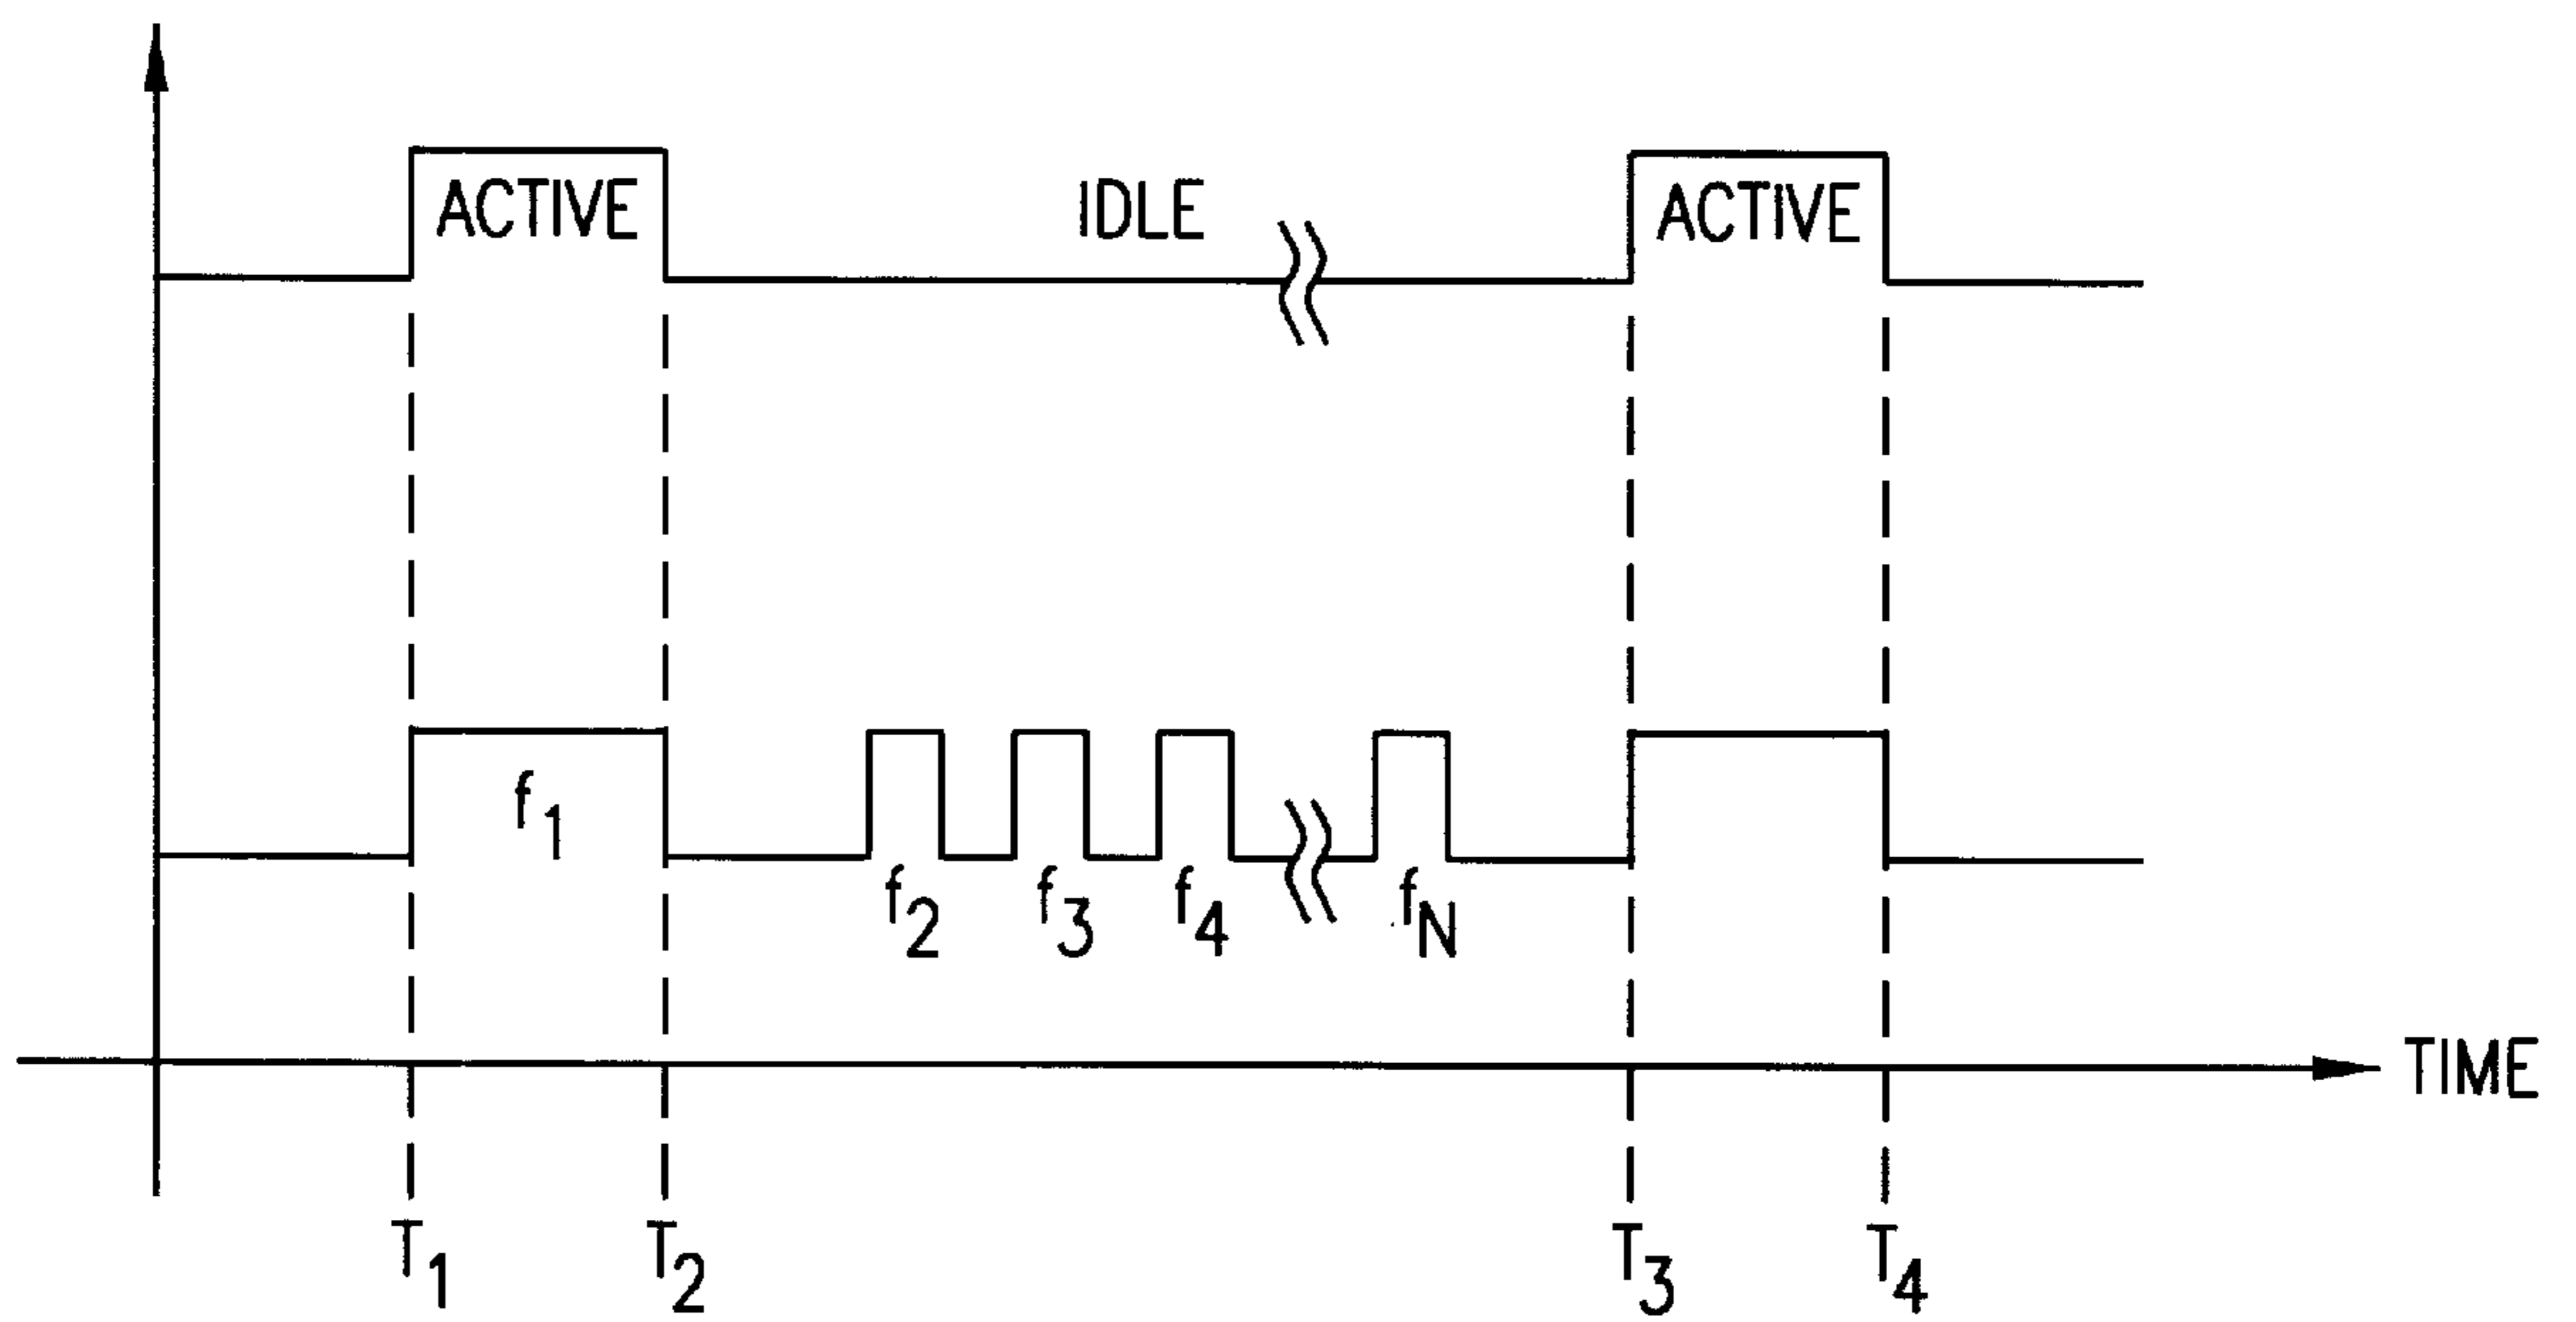 ACTIVE IDLE ACTIVE
f1
f2 f3 f4 fN
TIME
T1 T2 T3 T4